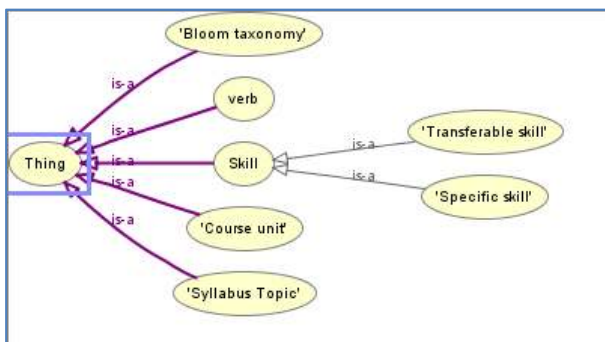 'Bloom taxonomy'
is-a
verb
is-a
'Transferable skill'
is-a
Thing
is-a
Skill
is-a
'Specific skill'
is-a
'Course unit'
is-a
'Syllabus Topic'